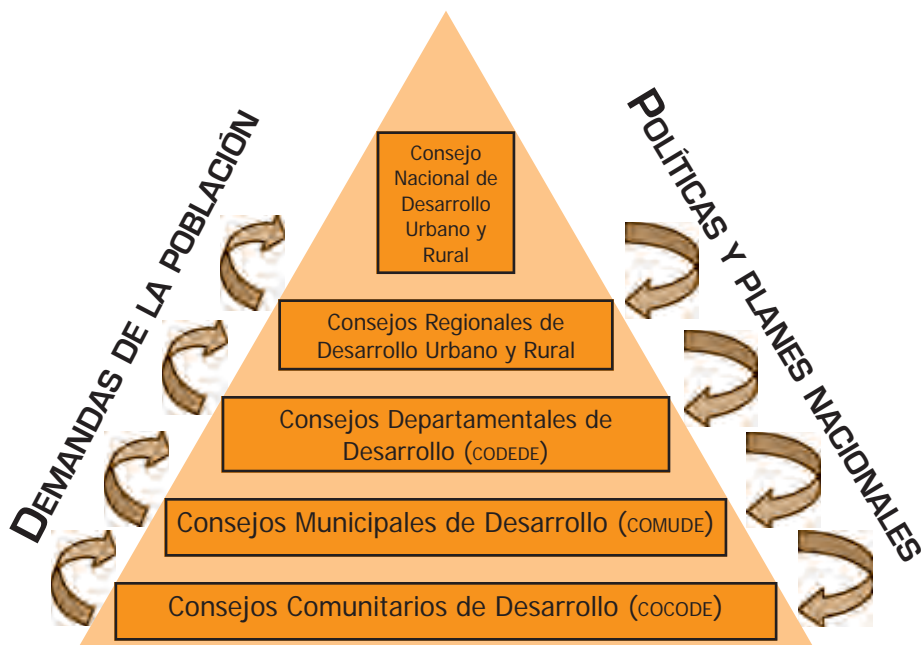 DEMANDAS DE LA POBLACIÓN
POLÍTICAS Y PLANES NACIONALES
Consejo
Nacional de
Desarrollo
Urbano y
Rural
Consejos Regionales de
Desarrollo Urbano y Rural
Consejos Departamentales de
Desarrollo (CODEDE)
Consejos Municipales de Desarrollo (COMUDE)
Consejos Comunitarios de Desarrollo (COCODE)